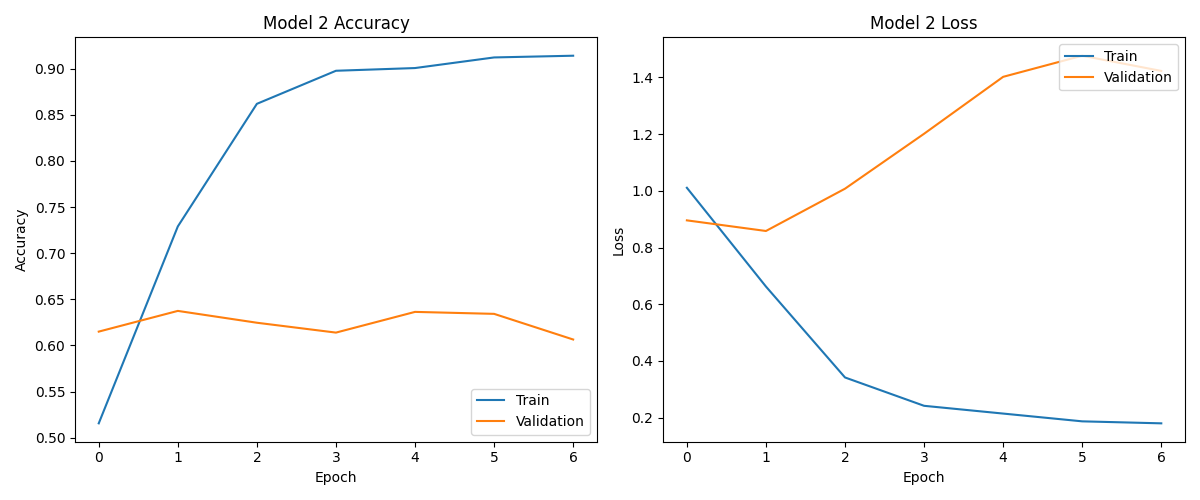 Model 2 Accuracy
Accuracy
0.90
0.85
0.80
0.75
0.70
0.65
0.60
0.55
0.50
0 1 2 3 4 5 6
Epoch
Train
Validation
Model 2 Loss
Loss
1.4
1.2
1.0
0.8
0.6
0.4
0.2
0 1 2 3 4 5 6
Epoch
Train
Validation